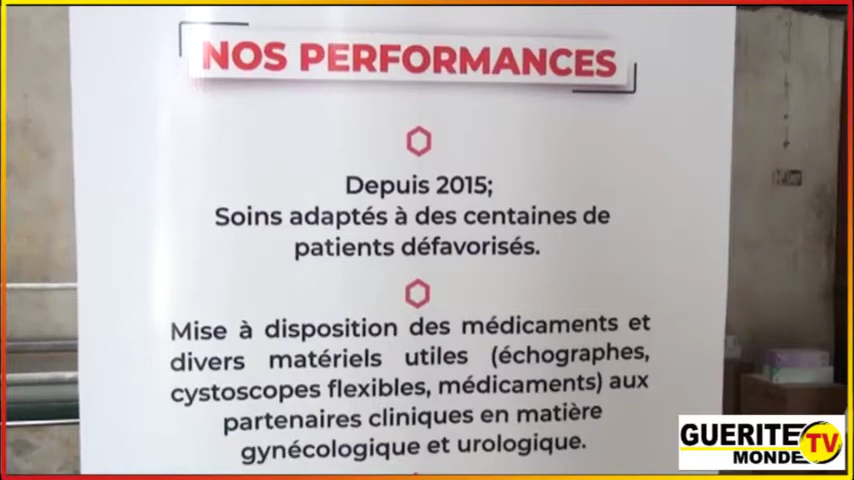 NOS PERFORMANCES
Depuis 2015;
Soins adaptés à des centaines de
patients défavorisés.
Mise à disposition des médicaments et
divers matériels utiles (échographes,
cystoscopes flexibles, médicaments) aux
partenaires cliniques en matière
gynécologique et urologique.
GUERITE TV
MONDE